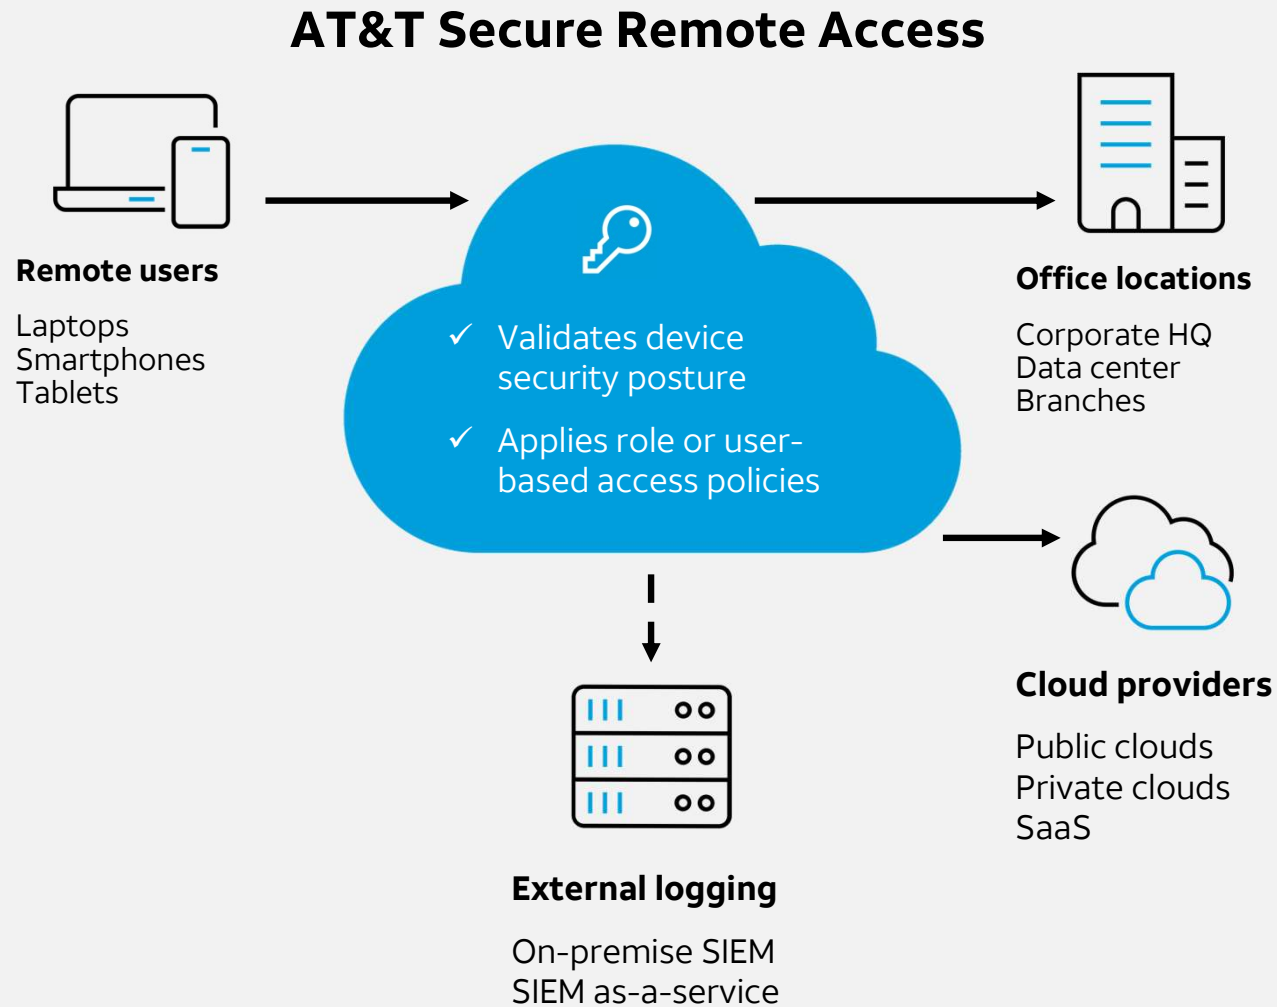 AT&T Secure Remote Access
Remote users
Laptops
Smartphones
Tablets
✓ Validates device
security posture
✓ Applies role or user-
based access policies
Office locations
Corporate HQ
Data center
Branches
Cloud providers
Public clouds
Private clouds
SaaS
External logging
On-premise SIEM
SIEM as-a-service